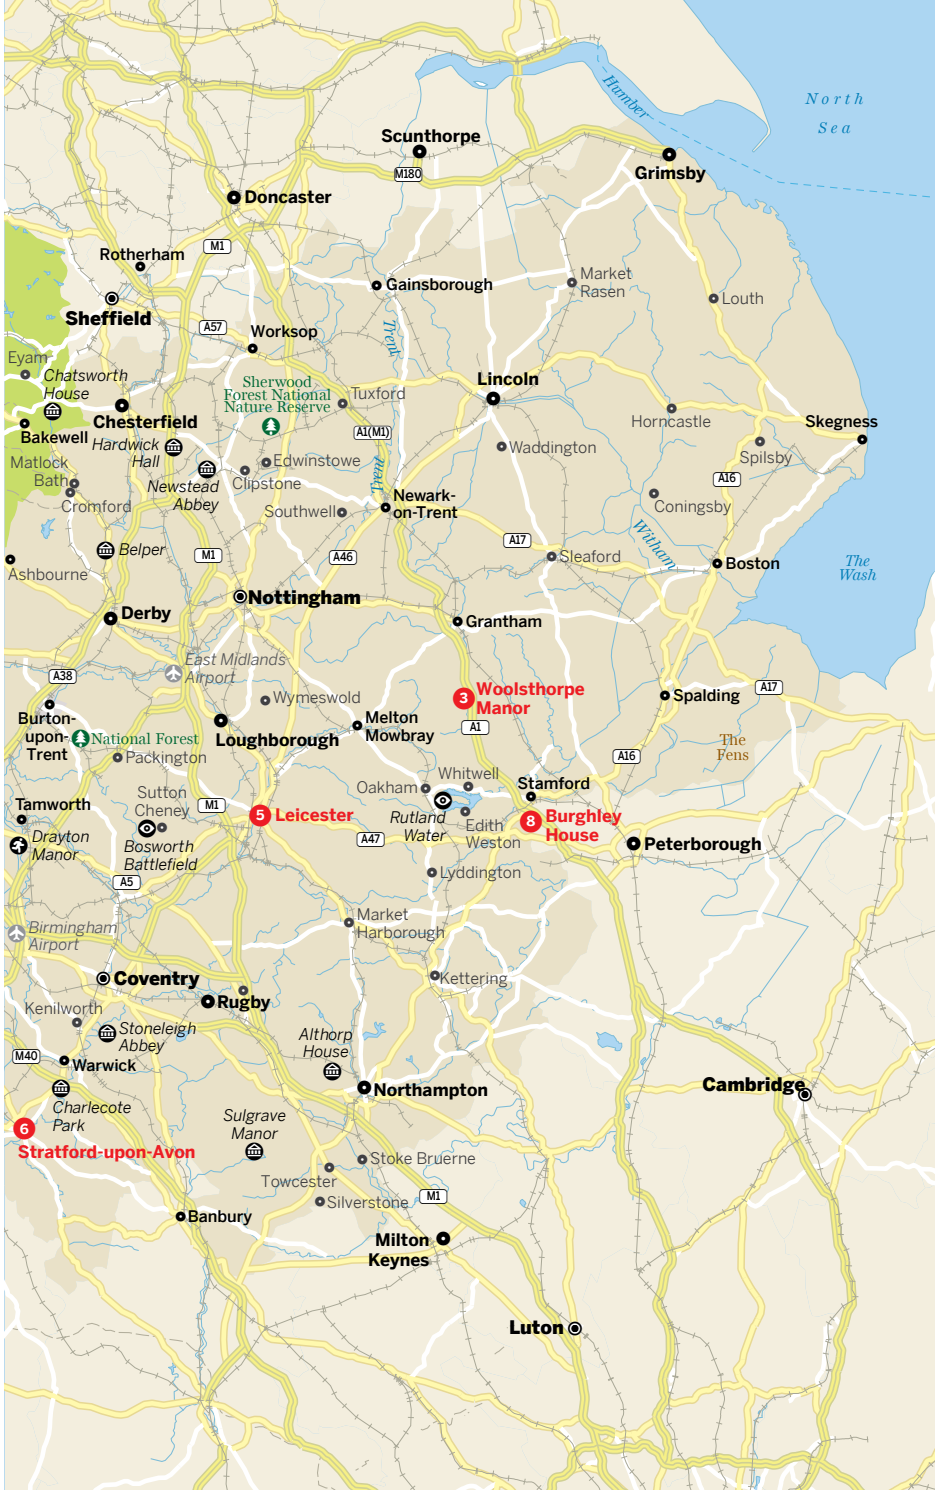 North
Sea
Humber
Scunthorpe
M180
Grimsby
Doncaster
M1
Rotherham
Gainsborough
Market
Rasen
Louth
Sheffield
A57
Worksop
Trent
Eyam
Chatsworth
House
Sherwood
Forest National
Nature Reserve
Tuxford
Lincoln
Chesterfield
Horncastle
Skegness
Bakewell
Hardwick
Hall
A1(M1)
Waddington
Spilsby
Matlock
Bath
Edwinstowe
Clipstone
Trent
A16
Newstead
Abbey
Cromford
Southwell
Newark-
on-Trent
Coningsby
Belper
M1
A46
A17
Sleaford
Witham
Boston
The
Wash
Ashbourne
Nottingham
Derby
Grantham
East Midlands
Airport
A38
3
Woolsthorpe
Manor
Spalding
A17
Wymeswold
Burton-
upon-
Trent
Loughborough
Melton
Mowbray
A1
National Forest
Packington
A16
The
Fens
Whitwell
Stamford
Oakham
Sutton
Cheney
Tamworth
M1
5
Leicester
Rutland
Water
Edith
Weston
8
Burghley
House
Drayton
Manor
Bosworth
Battlefield
A47
Peterborough
A5
Lyddington
Birmingham
Airport
Market
Harborough
Coventry
Kettering
Rugby
Kenilworth
Stoneleigh
Abbey
Althorp
House
M40
Warwick
Northampton
Cambridge
Charlecote
Park
Sulgrave
Manor
6
Stratford-upon-Avon
Stoke Bruerne
Towcester
Silverstone
M1
Banbury
Milton
Keynes
Luton